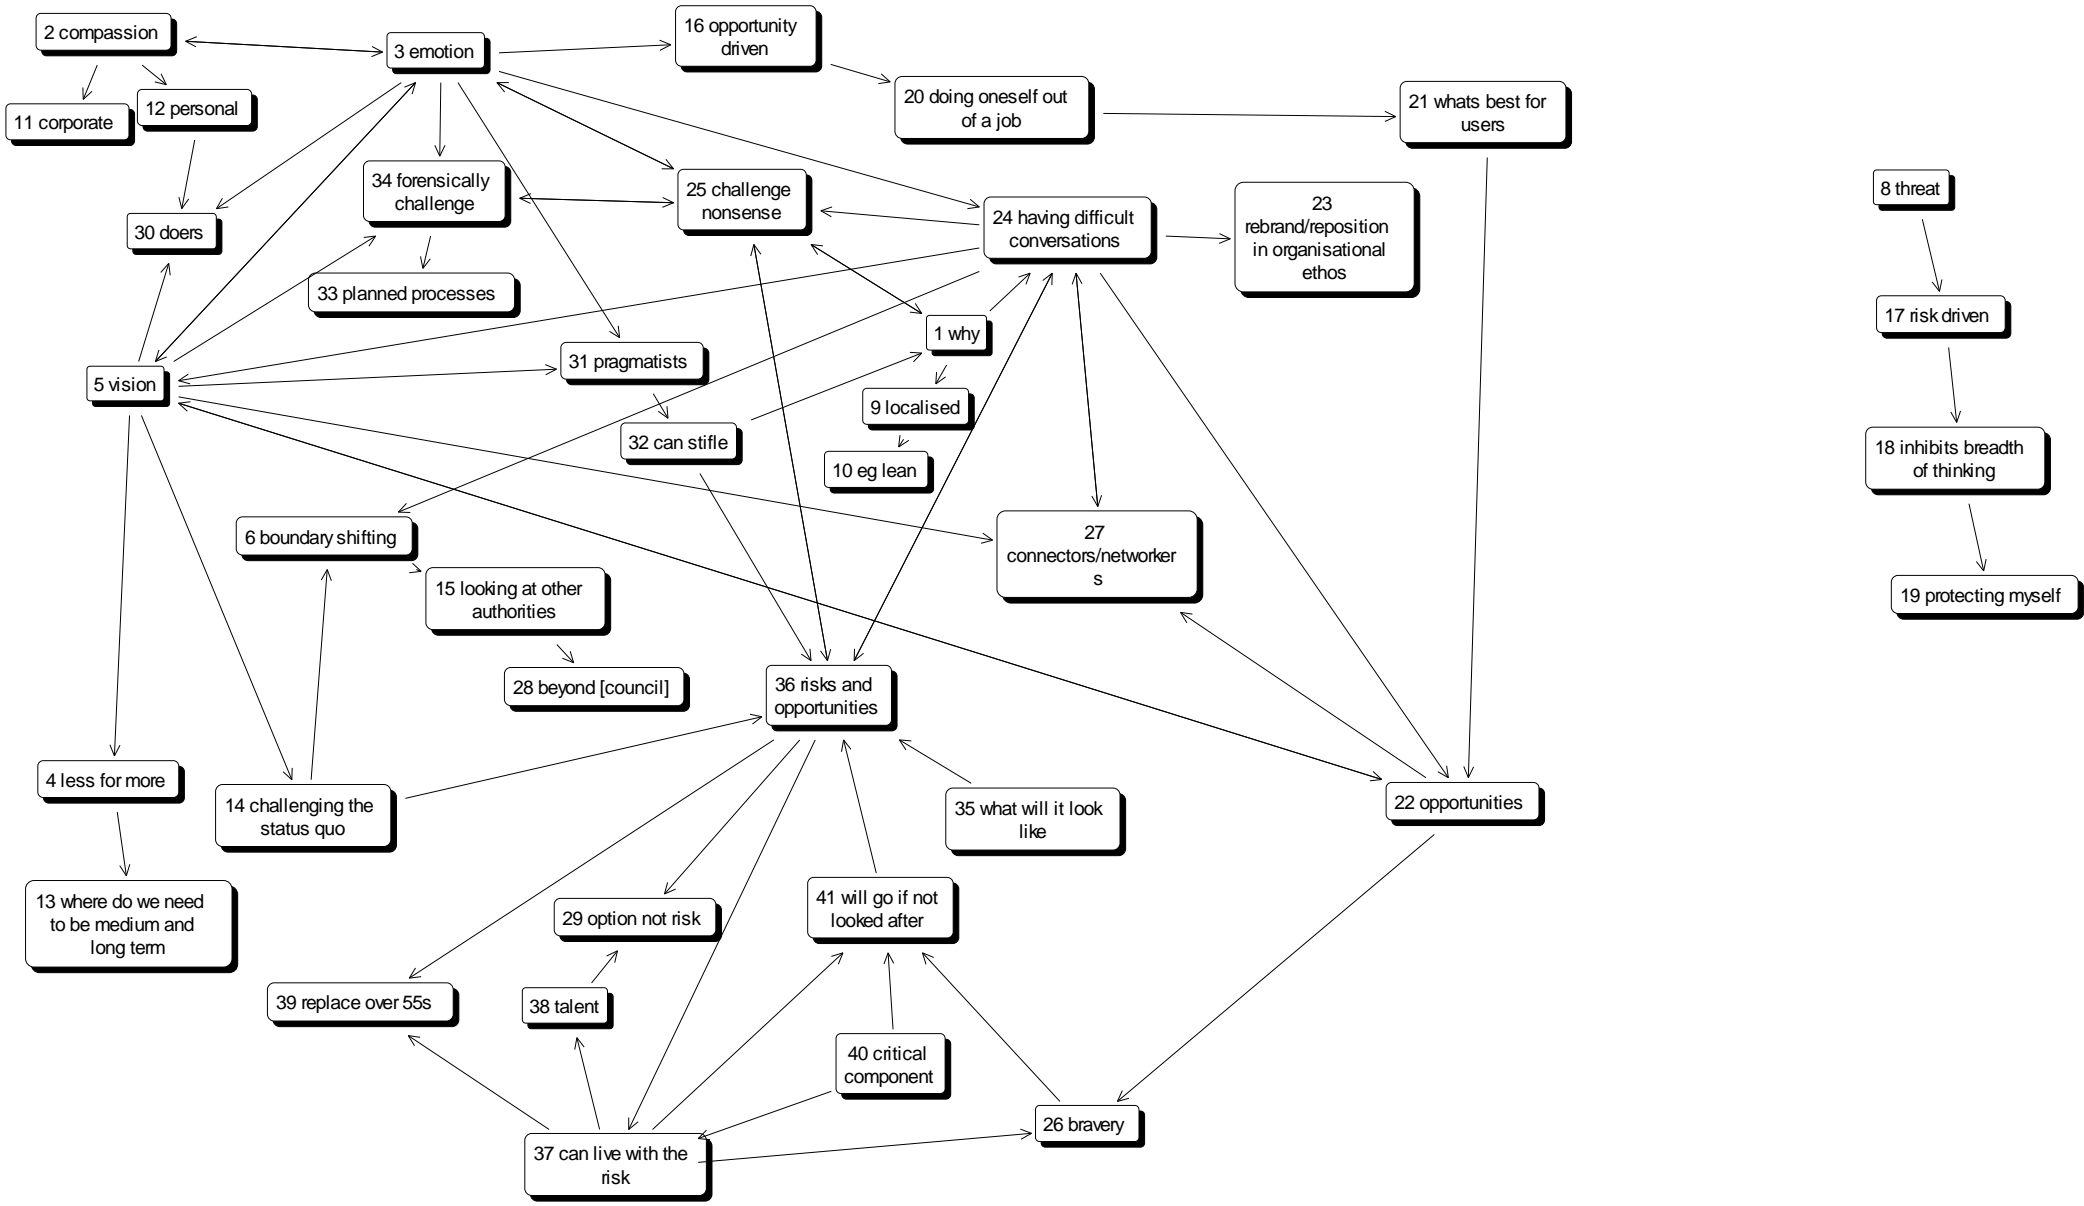 2 compassion
3 emotion
16 opportunity
driven
11 corporate
12 personal
20 doing oneself out
of a job
21 whats best for
users
34 forensically
challenge
25 challenge
nonsense
8 threat
30 doers
24 having difficult
conversations
23
rebrand/reposition
in organisational
ethos
33 planned processes
17 risk driven
1 why
31 pragmatists
5 vision
9 localised
32 can stifle
10 eg lean
18 inhibits breadth
of thinking
6 boundary shifting
27
connectors/networker
s
15 looking at other
authorities
19 protecting myself
28 beyond [council]
36 risks and
opportunities
4 less for more
14 challenging the
status quo
35 what will it look
like
22 opportunities
13 where do we need
to be medium and
long term
29 option not risk
41 will go if not
looked after
39 replace over 55s
38 talent
40 critical
component
26 bravery
37 can live with the
risk